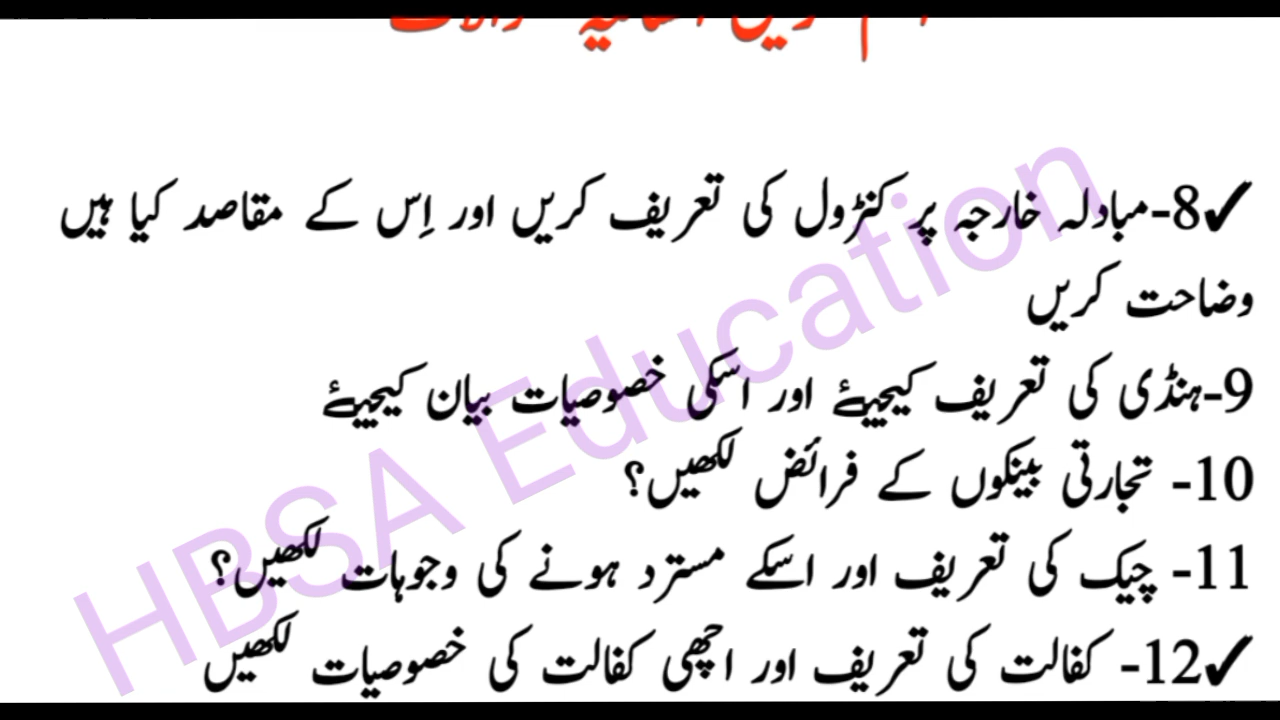 ✔8-مبادلہ خارجہ پر کنٹرول کی تعریف کریں اور اِس کے مقاصد کیا ہیں
وضاحت کریں
9-ہنڈی کی تعریف کیجیئے اور اسکی خصوصیات بیان کیجیئے
10- تجارتی بینکوں کے فرائض لکھیں؟
11- چیک کی تعریف اور اسکے مسترد ہونے کی وجوہات لکھیں؟
✔12- کفالت کی تعریف اور اچھی کفالت کی خصوصیات لکھیں
HBSA Education